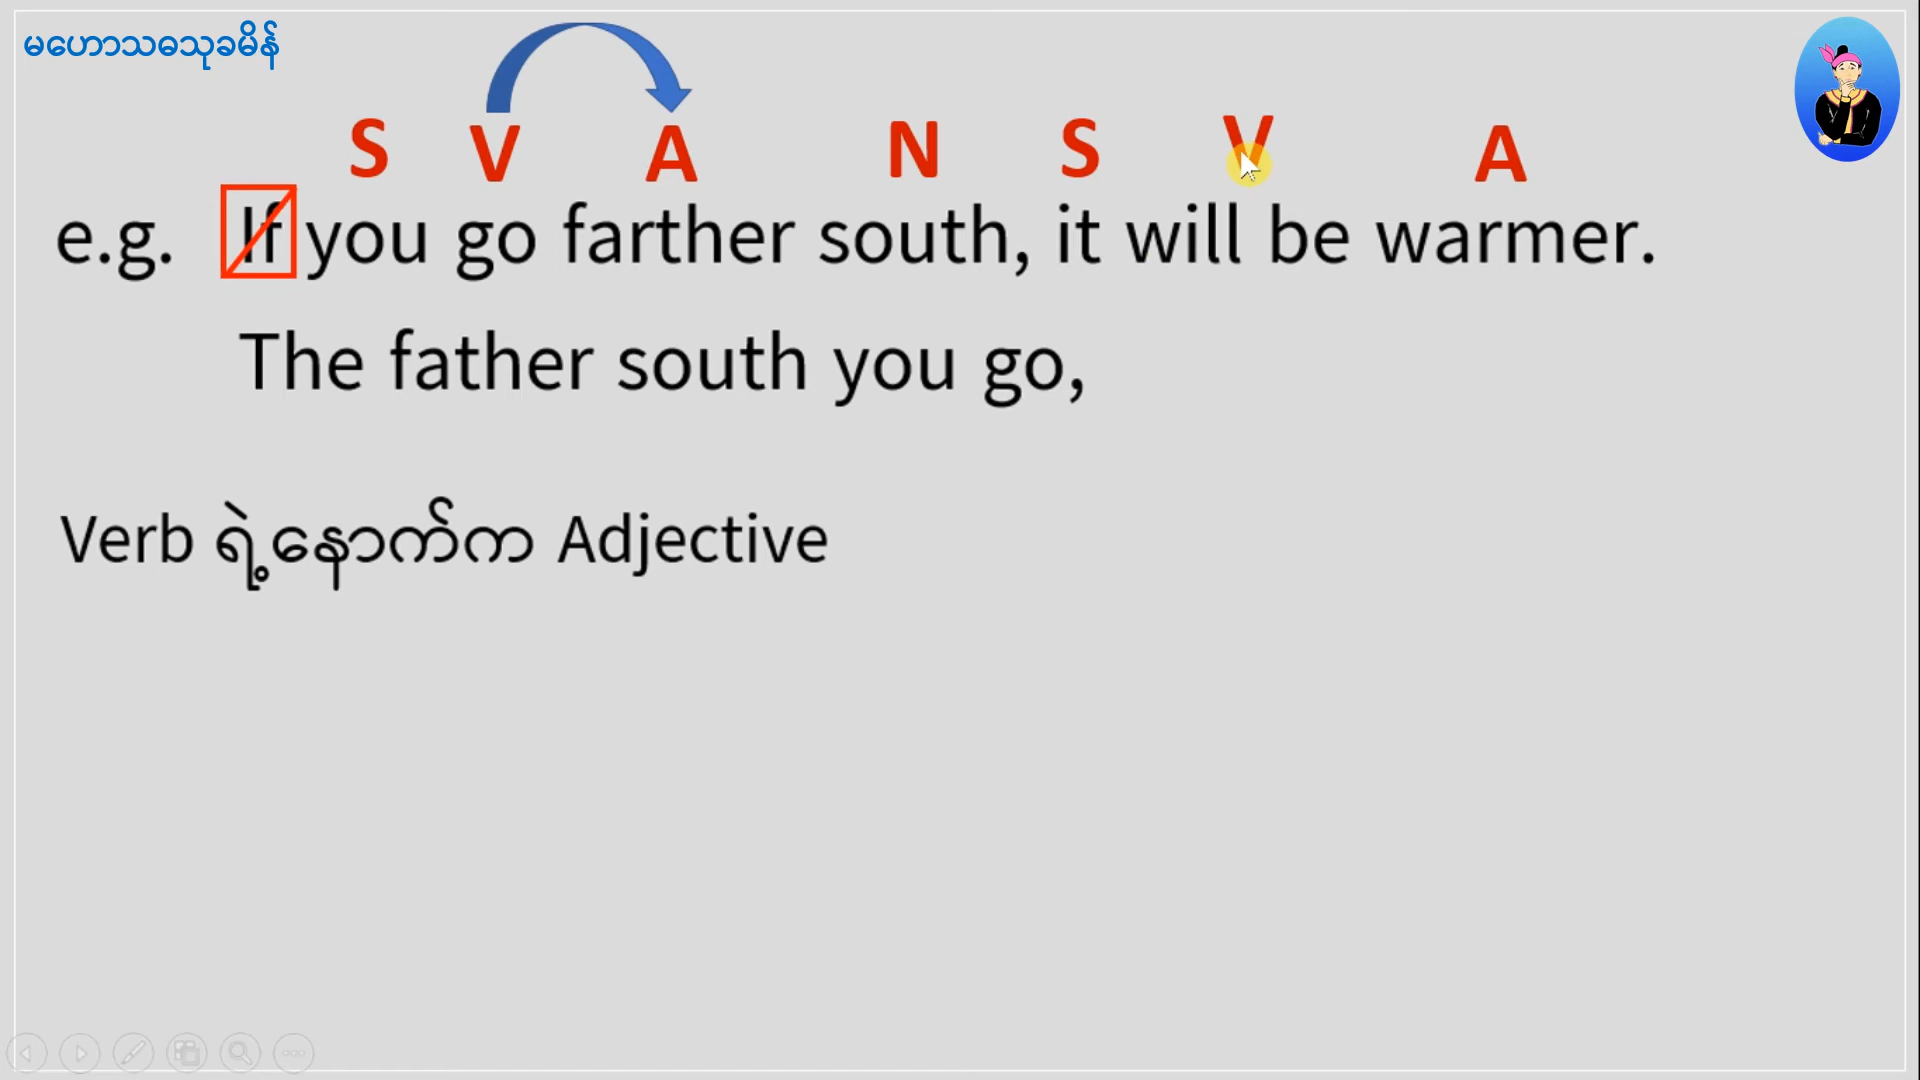 မဟောသဓသုခမိန်
S V A N S V A
e.g. If you go farther south, it will be warmer.
The father south you go,
Verb ရဲ့နောက်က Adjective